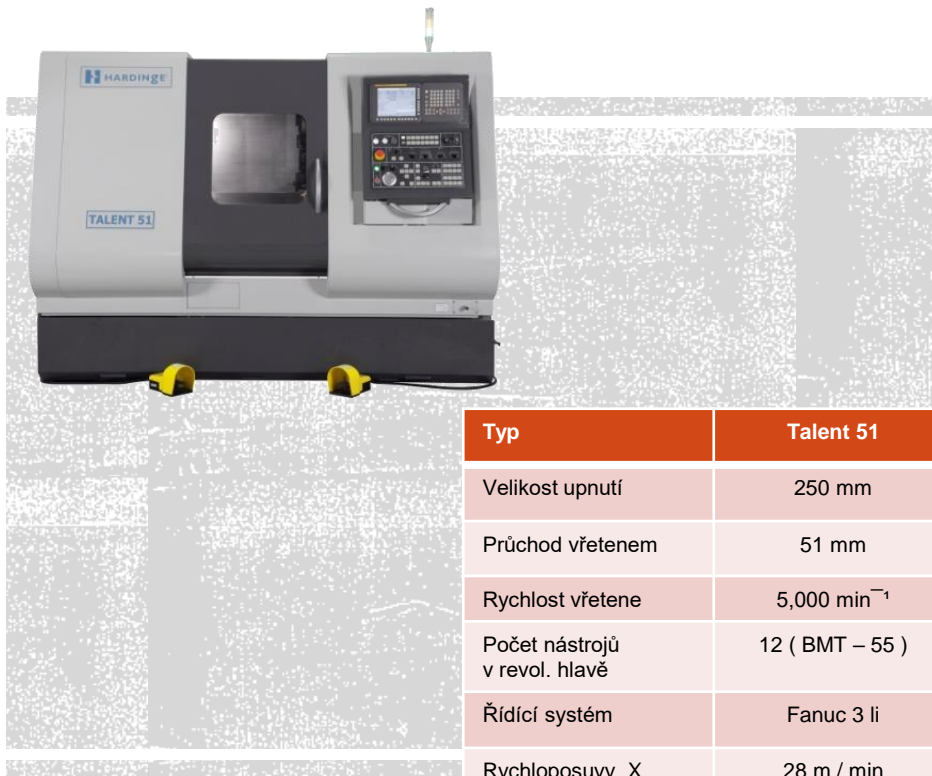 HARDINGE
TALENT 51
Typ Talent 51
Velikost upnutí 250 mm
Průchod vřetenem 51 mm
Rychlost vřetene 5,000 min¯¹
Počet nástrojů 12 ( BMT – 55 )
v revol. hlavě
Řídící systém Fanuc 3 li
Rychloposuvy X 28 m / min